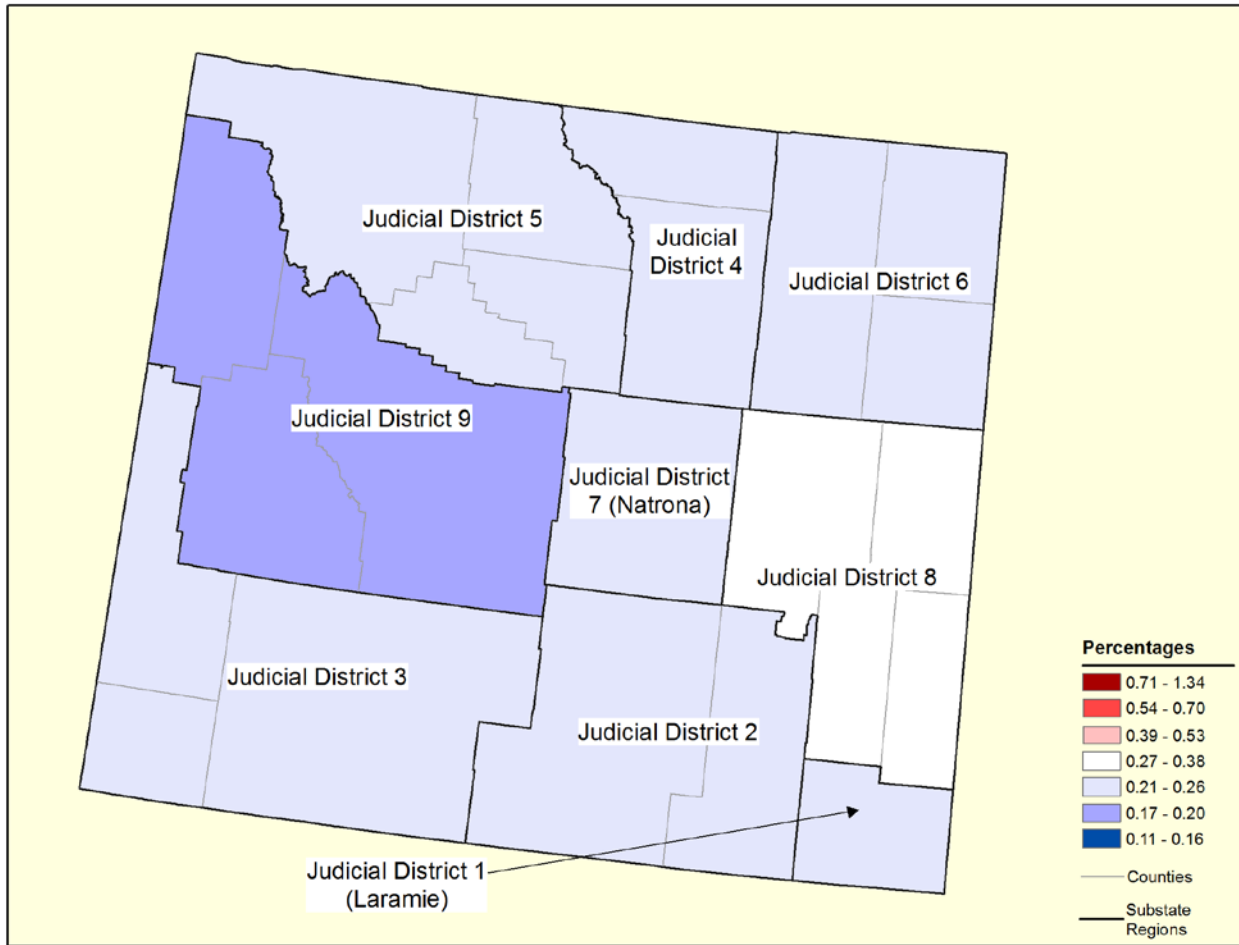 Judicial District 5
Judicial
District 4
Judicial District 6
Judicial District 9
Judicial District
7 (Natrona)
Judicial District 8
Judicial District 3
Judicial District 2
Judicial District 1
(Laramie)
Percentages
0.71 - 1.34
0.54 - 0.70
0.39 - 0.53
0.27 - 0.38
0.21 - 0.26
0.17 - 0.20
0.11 - 0.16
Counties
Substate
Regions